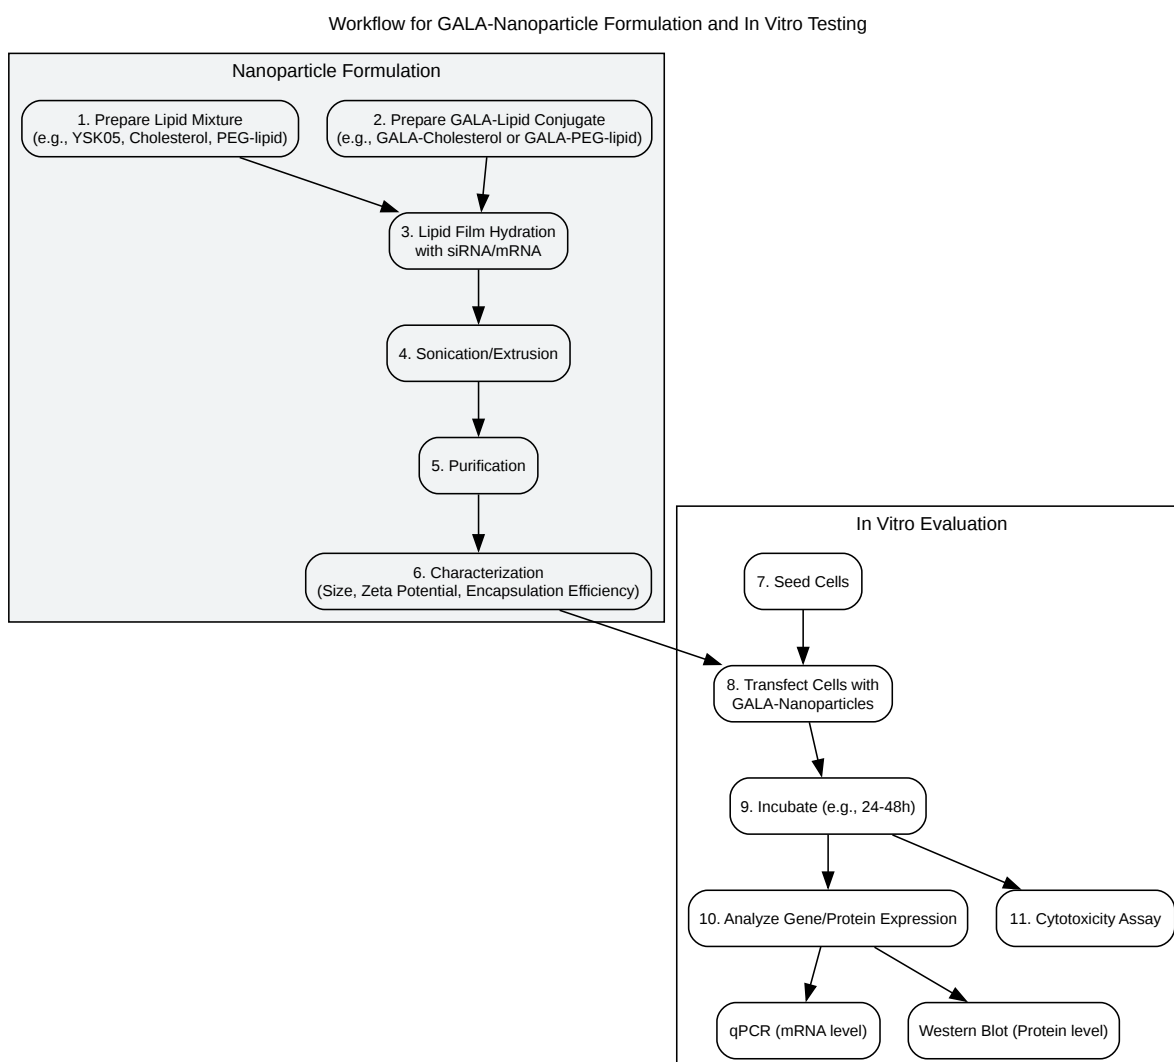 Workflow for GALA-Nanoparticle Formulation and In Vitro Testing
Nanoparticle Formulation
1. Prepare Lipid Mixture
(e.g., YSK05, Cholesterol, PEG-lipid)
2. Prepare GALA-Lipid Conjugate
(e.g., GALA-Cholesterol or GALA-PEG-lipid)
3. Lipid Film Hydration
with siRNA/mRNA
4. Sonication/Extrusion
5. Purification
6. Characterization
(Size, Zeta Potential, Encapsulation Efficiency)
In Vitro Evaluation
7. Seed Cells
8. Transfect Cells with
GALA-Nanoparticles
9. Incubate (e.g., 24-48h)
10. Analyze Gene/Protein Expression
11. Cytotoxicity Assay
qPCR (mRNA level)
Western Blot (Protein level)